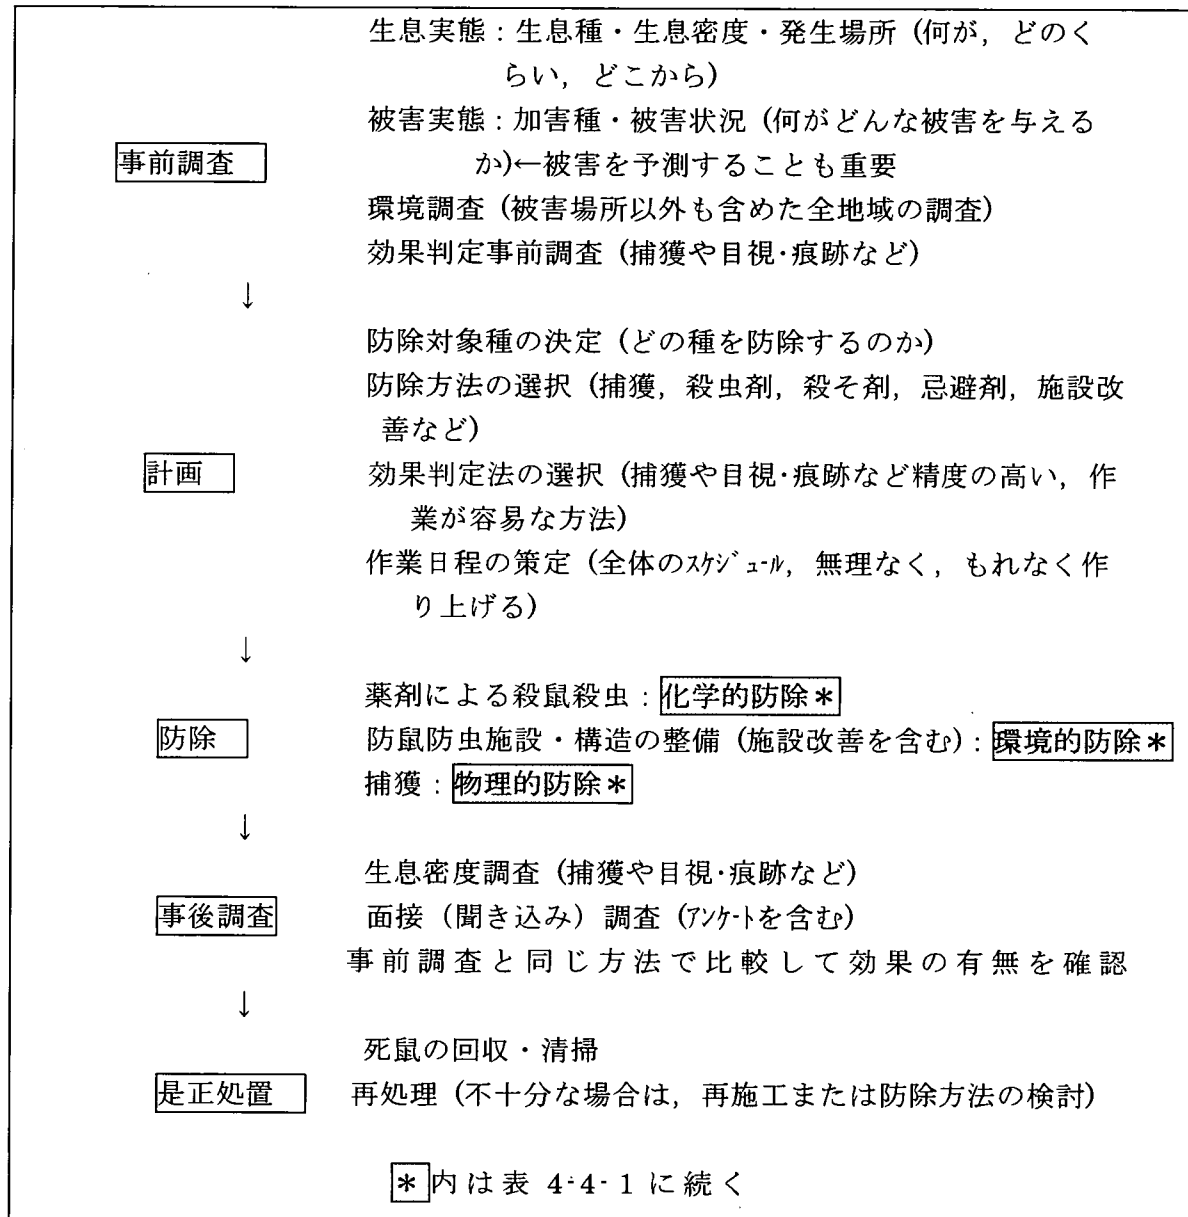 生息実態：生息種・生息密度・発生場所 (何が，どのく
らい，どこから)
被害実態：加害種・被害状況 (何がどんな被害を与える
事前調査 か)←被害を予測することも重要
環境調査 (被害場所以外も含めた全地域の調査)
効果判定事前調査 (捕獲や目視･痕跡など)
↓
防除対象種の決定 (どの種を防除するのか)
防除方法の選択 (捕獲，殺虫剤，殺そ剤，忌避剤，施設改
善など)
計画 効果判定法の選択 (捕獲や目視･痕跡など精度の高い，作
業が容易な方法)
作業日程の策定 (全体のｽｹｼﾞｭｰﾙ，無理なく，もれなく作
り上げる)
↓
薬剤による殺鼠殺虫：化学的防除＊
防除 防鼠防虫施設・構造の整備 (施設改善を含む)：環境的防除＊
捕獲：物理的防除＊
↓
生息密度調査 (捕獲や目視･痕跡など)
事後調査 面接（聞き込み）調査 (ｱﾝｹｰﾄを含む)
事前調査と同じ方法で比較して効果の有無を確認
↓
死鼠の回収・清掃
是正処置 再処理 (不十分な場合は，再施工または防除方法の検討)
＊内は表 4-4-1 に続く